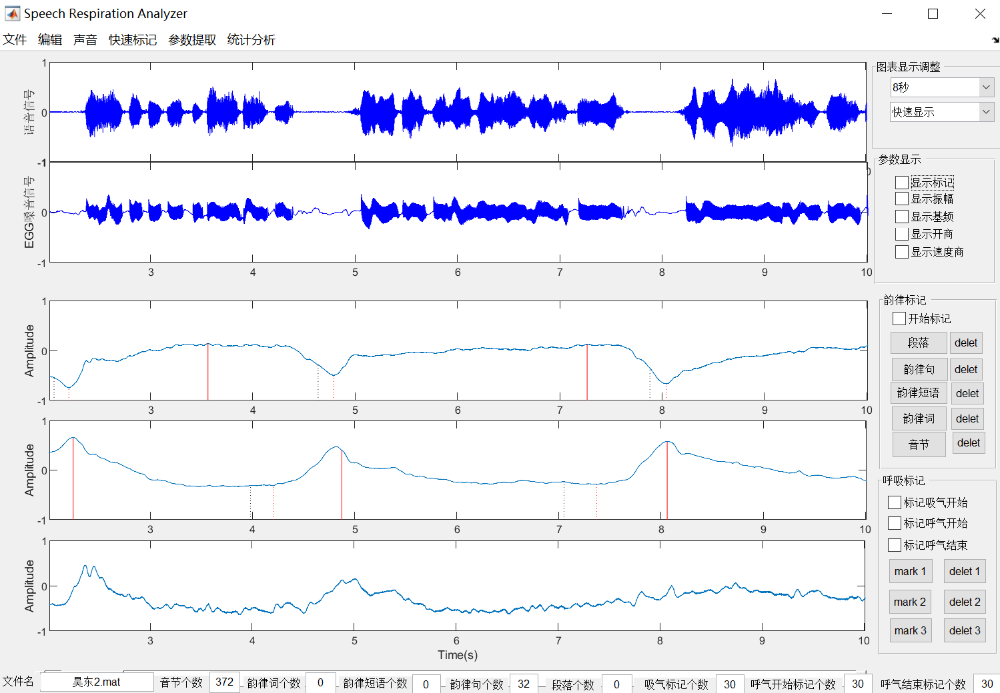 Speech Respiration Analyzer
文件 编辑 声音 快速标记 参数提取 统计分析
1
0
-1
语音信号
0
-1
EGG嗓音信号
3 4 5 6 7 8 9 10
1
0
-1
Amplitude
3 4 5 6 7 8 9 10
1
0
-1
Amplitude
3 4 5 6 7 8 9 10
1
0
-1
Amplitude
3 4 5 6 7 8 9 10
Time(s)
图表显示调整
8秒
快速显示
参数显示
显示标记
显示振幅
显示基频
显示开商
显示速度商
韵律标记
开始标记
段落 delet
韵律句 delet
韵律短语 delet
韵律词 delet
音节 delet
呼吸标记
标记吸气开始
标记呼气开始
标记呼气结束
mark 1 delet 1
mark 2 delet 2
mark 3 delet 3
文件名 昊东2.mat 音节个数 372 韵律词个数 0 韵律短语个数 0 韵律句个数 32 段落个数 0 吸气标记个数 30 呼气开始标记个数 30 呼气结束标记个数 30